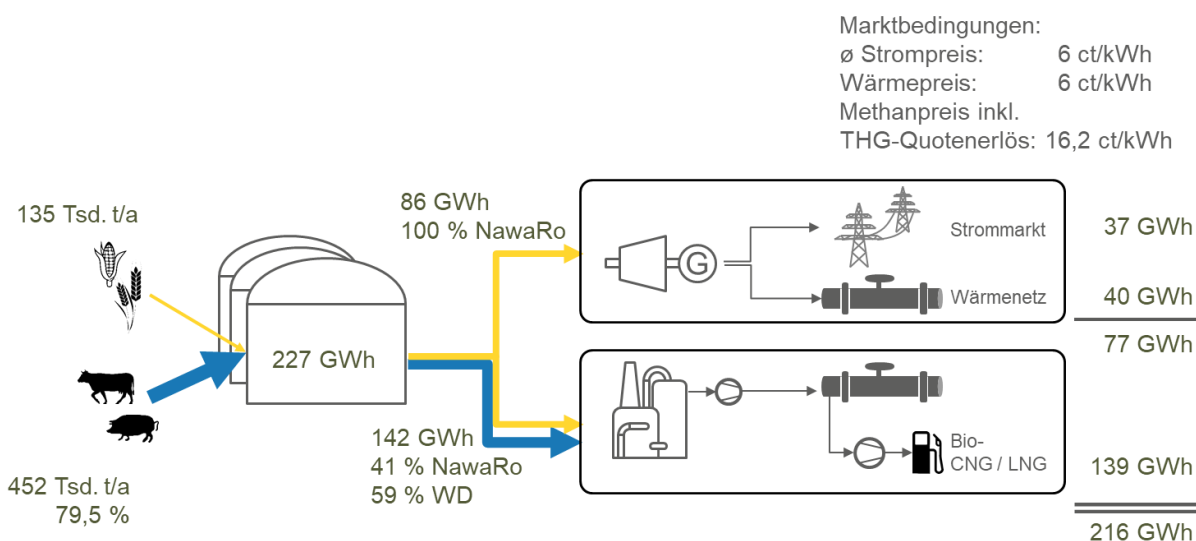 Marktbedingungen:
ø Strompreis: 6 ct/kWh
Wärmepreis: 6 ct/kWh
Methanpreis inkl.
THG-Quotenerlös: 16,2 ct/kWh
135 Tsd. t/a
86 GWh
100 % NawaRo
G
Strommarkt
37 GWh
Wärmenetz
40 GWh
77 GWh
227 GWh
142 GWh
41 % NawaRo
59 % WD
Bio-
CNG / LNG
139 GWh
452 Tsd. t/a
79,5 %
216 GWh